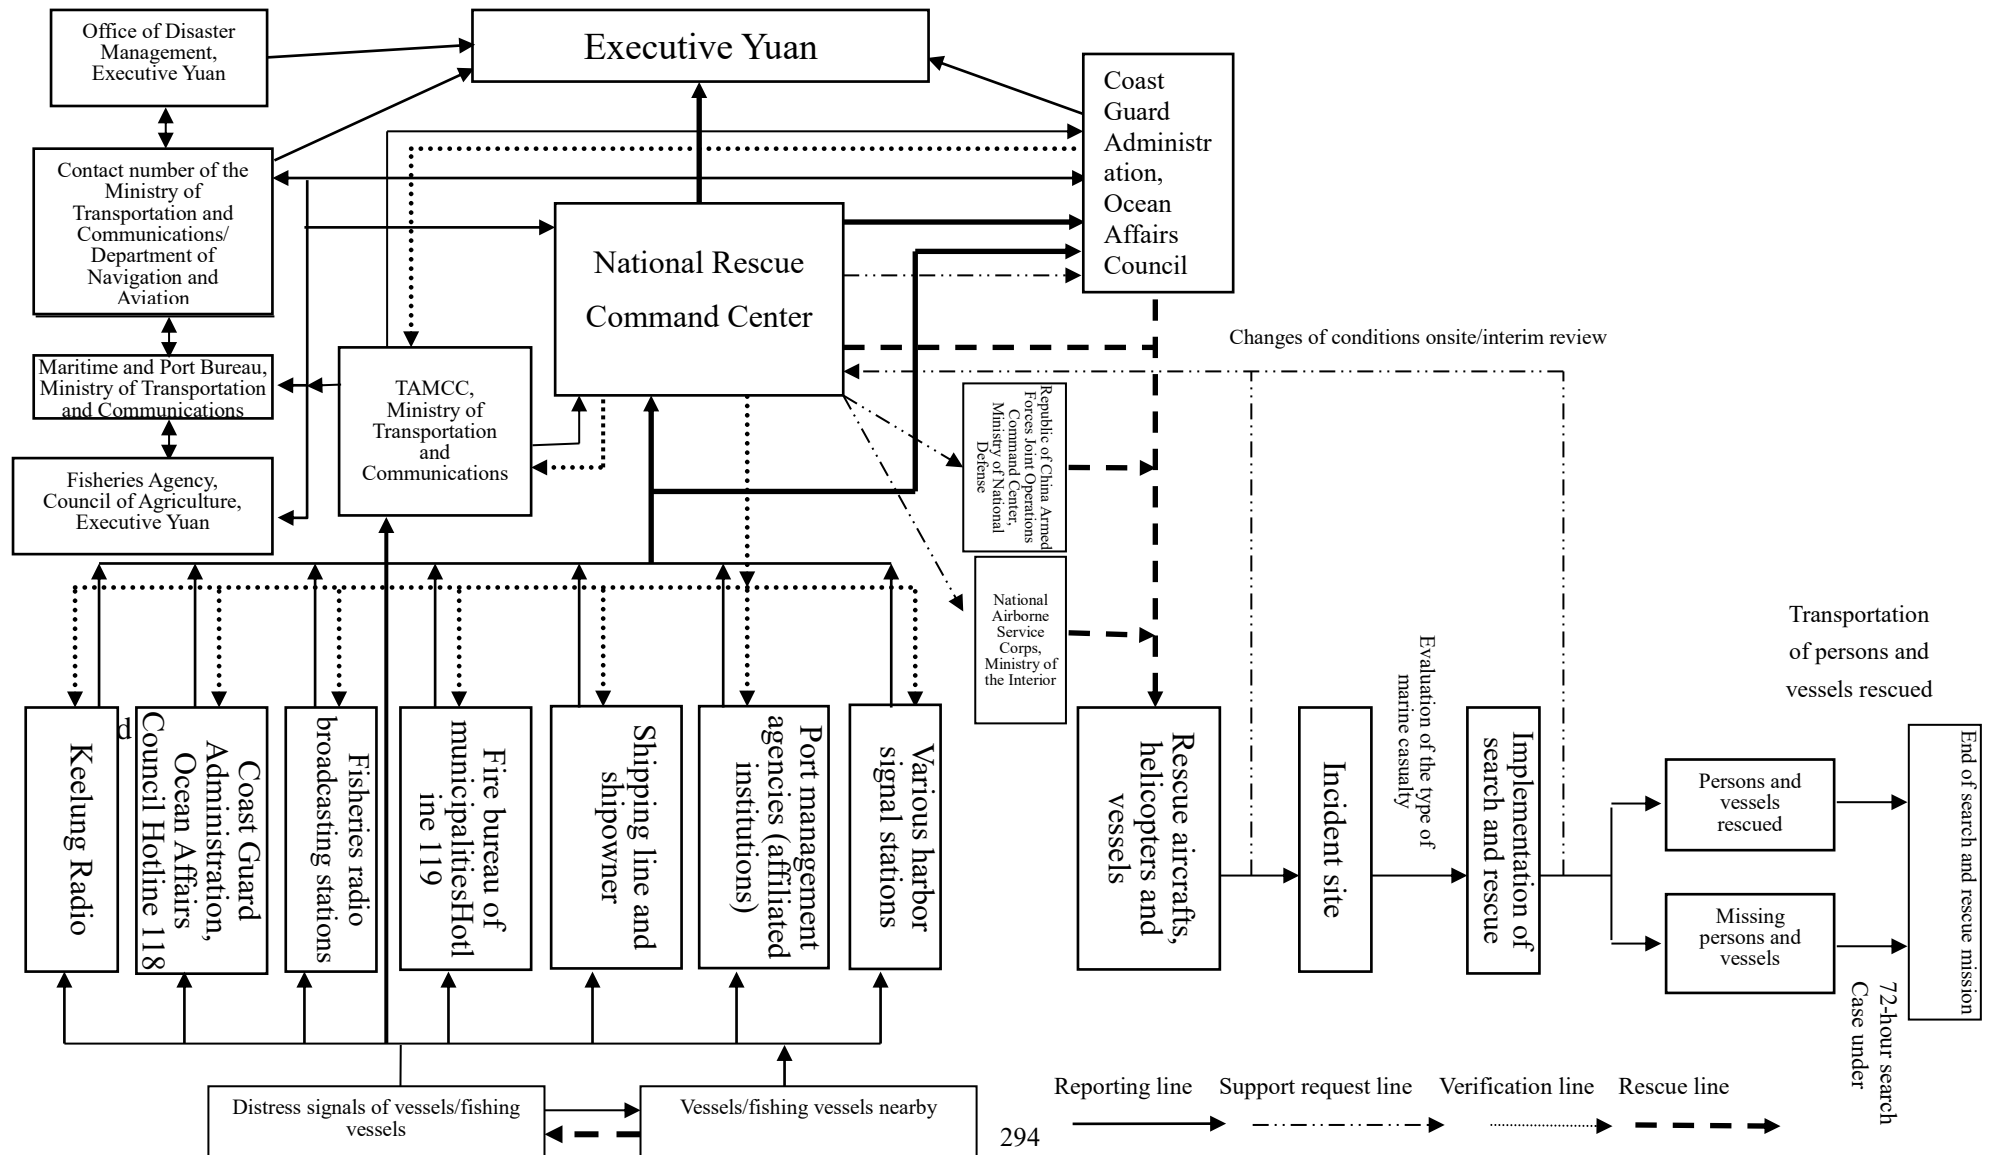 Office of Disaster
Management,
Executive Yuan
Executive Yuan
Coast
Guard
Administr
ation,
Ocean
Affairs
Council
Contact number of the
Ministry of
Transportation and
Communications/
Department of
Navigation and
Aviation
National Rescue
Command Center
Changes of conditions onsite/interim review
Maritime and Port Bureau,
Ministry of Transportation
and Communications
TAMCC,
Ministry of
Transportation
and
Communications
Republic of China Armed
Forces Joint Operations
Command Center,
Ministry of National
Defense
Fisheries Agency,
Council of Agriculture,
Executive Yuan
National
Airborne
Service
Corps,
Ministry of
the Interior
Transportation
of persons and
vessels rescued
Evaluation of the type of
marine casualty
d
Keelung Radio
Coast Guard
Administration,
Ocean Affairs
Council Hotline 118
Fisheries radio
broadcasting stations
Fire bureau of
municipalitiesHotl
ine 119
Shipping line and
shipowner
Port management
agencies (affiliated
institutions)
Various harbor
signal stations
Rescue aircrafts,
helicopters and
vessels
Incident site
Implementation of
search and rescue
Persons and
vessels
rescued
Missing
persons and
vessels
End of search and rescue mission
72-hour search
Case under
Distress signals of vessels/fishing
vessels
Vessels/fishing vessels nearby
Reporting line
Support request line
Verification line
Rescue line
294